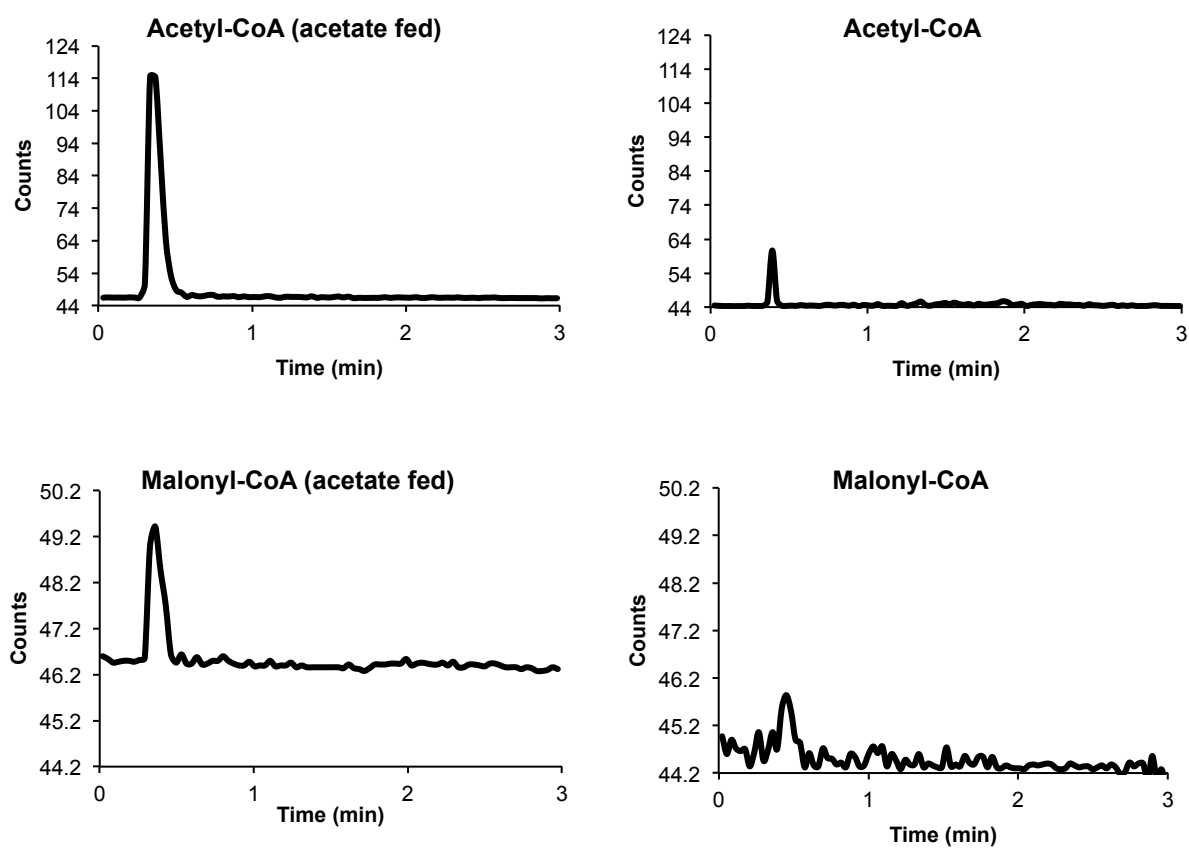 Acetyl-CoA (acetate fed)
124
114
104
94
84
74
64
54
44
Counts
0 1 2 3
Time (min)
Acetyl-CoA
124
114
104
94
84
74
64
54
44
Counts
0 1 2 3
Time (min)
Malonyl-CoA (acetate fed)
50.2
49.2
48.2
47.2
46.2
45.2
44.2
Counts
0 1 2 3
Time (min)
Malonyl-CoA
50.2
49.2
48.2
47.2
46.2
45.2
44.2
Counts
0 1 2 3
Time (min)